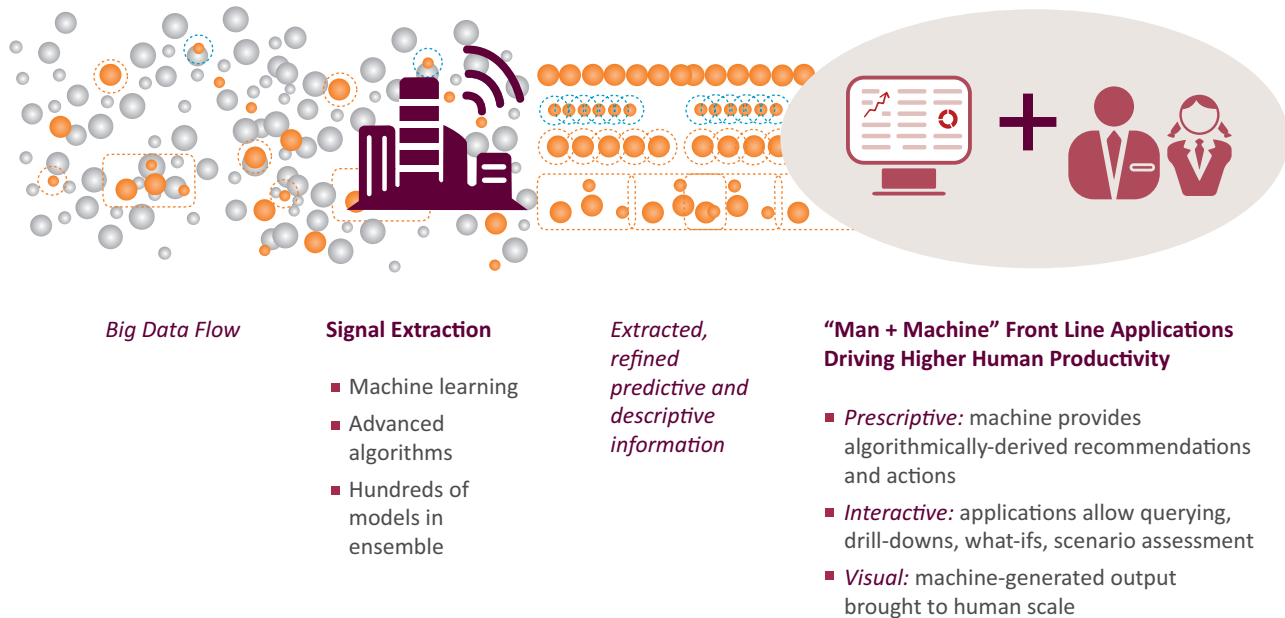 Big Data Flow
Signal Extraction
■ Machine learning
■ Advanced
algorithms
■ Hundreds of
models in
ensemble
Extracted,
refined
predictive and
descriptive
information
“Man + Machine” Front Line Applications
Driving Higher Human Productivity
■ Prescriptive: machine provides
algorithmically-derived recommendations
and actions
■ Interactive: applications allow querying,
drill-downs, what-ifs, scenario assessment
■ Visual: machine-generated output
brought to human scale